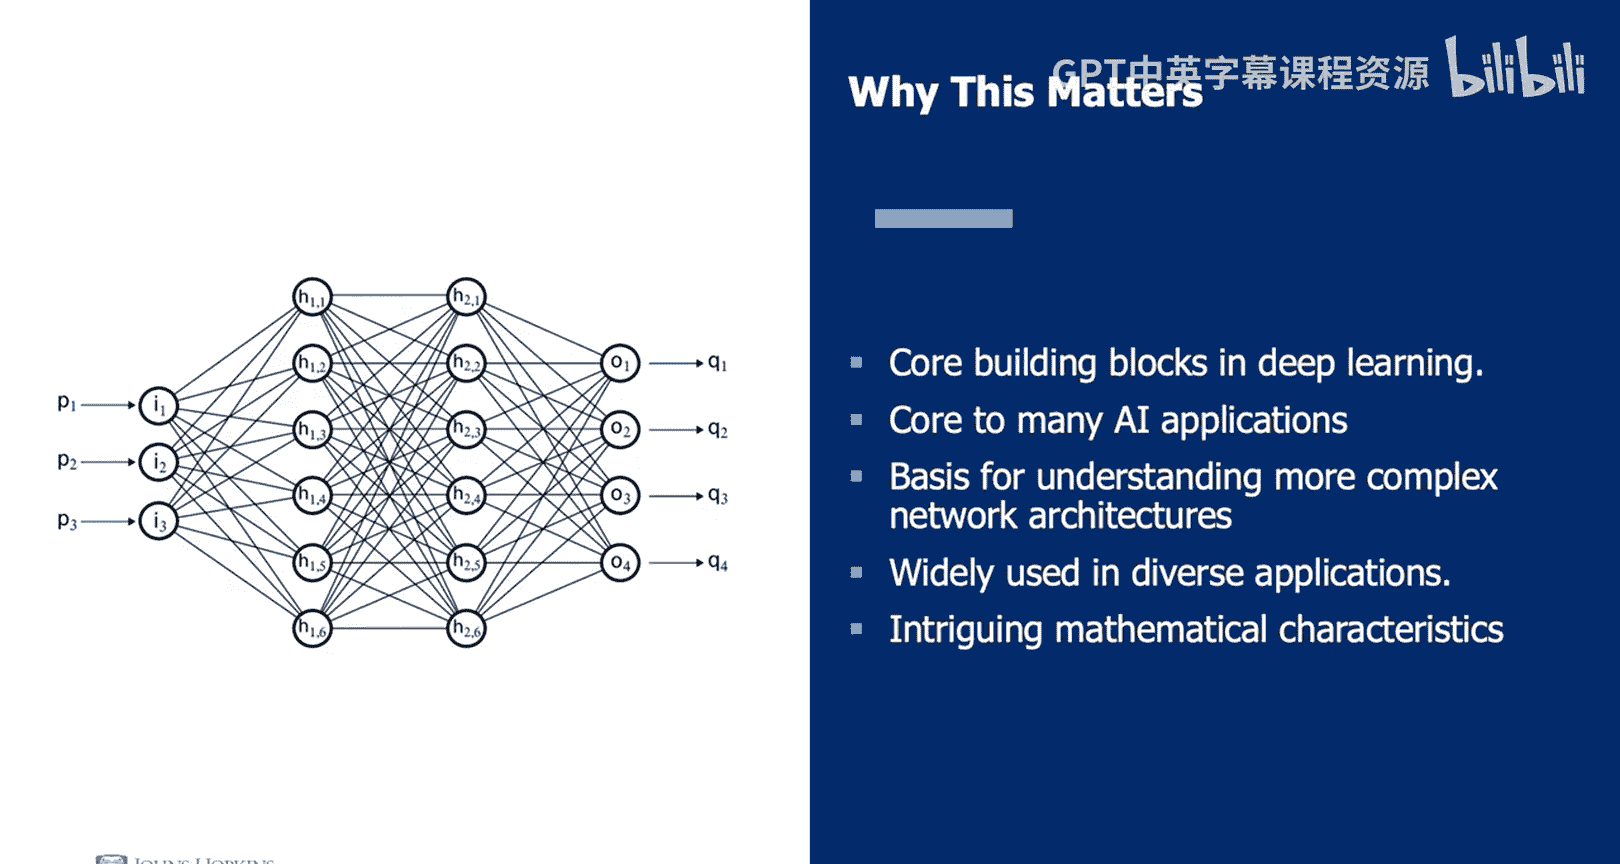 GPT中英字幕课程资源 bilibili
Why This Matters
h1,1 h2,1
h1,2 h2,2 o1 q1
p1 i1
h1,3 h2,3 o2 q2
p2 i2
h1,4 h2,4 o3 q3
p3 i3
h1,5 h2,5 o4 q4
h1,6 h2,6
Core building blocks in deep learning.
Core to many AI applications
Basis for understanding more complex
network architectures
Widely used in diverse applications.
Intriguing mathematical characteristics
JOHNS HOPKINS